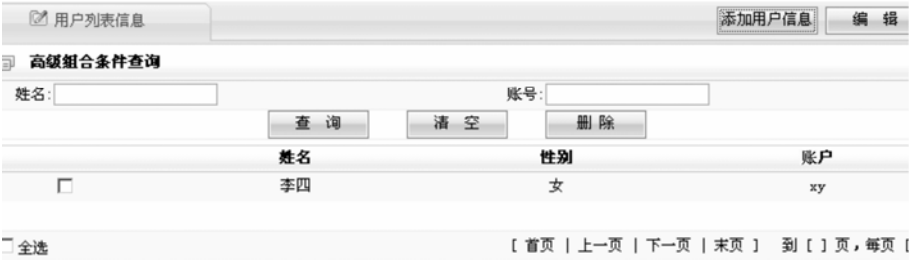 用户列表信息 添加用户信息 编 辑
高级组合条件查询
姓名: 账号:
查 询 清 空 删 除
姓名 性别 账户
李四 女 xy
全选 [ 首页 | 上一页 | 下一页 | 末页 ] 到 [ ] 页，每页 [